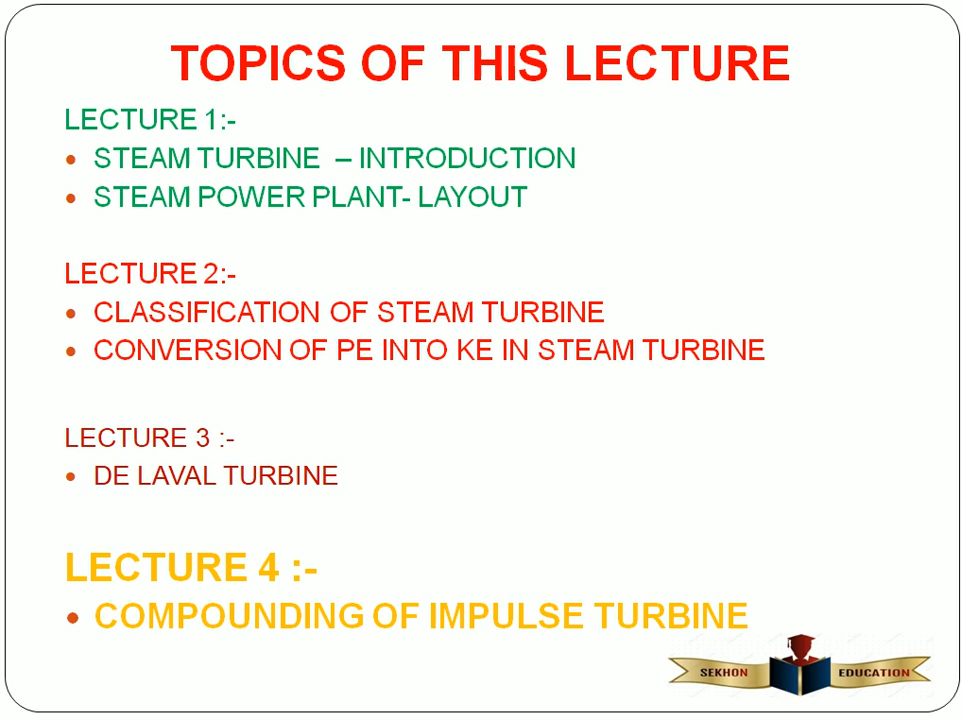 TOPICS OF THIS LECTURE
LECTURE 1:-
• STEAM TURBINE – INTRODUCTION
• STEAM POWER PLANT- LAYOUT
LECTURE 2:-
• CLASSIFICATION OF STEAM TURBINE
• CONVERSION OF PE INTO KE IN STEAM TURBINE
LECTURE 3 :-
• DE LAVAL TURBINE
LECTURE 4 :-
• COMPOUNDING OF IMPULSE TURBINE
SEKHON EDUCATION